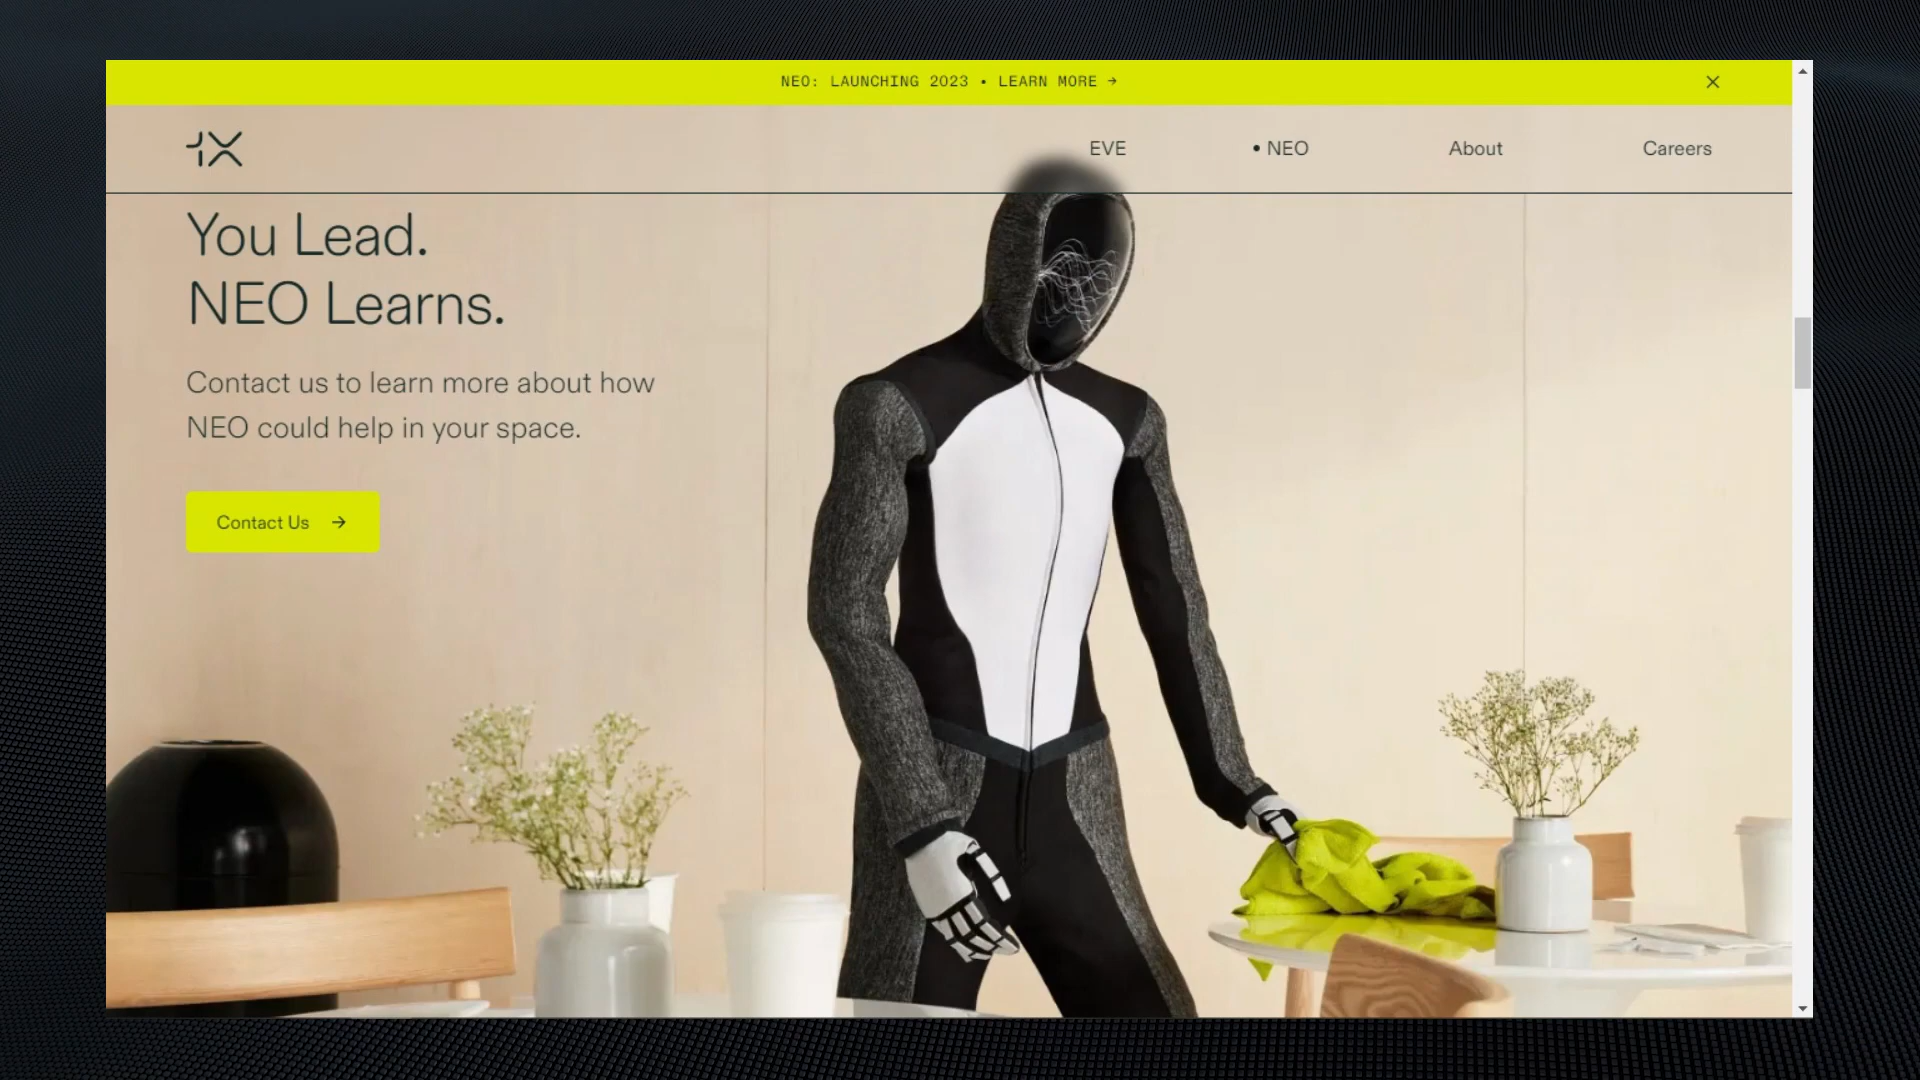 NEO: LAUNCHING 2023 • LEARN MORE →
1X
EVE
• NEO
About
Careers
You Lead.
NEO Learns.
Contact us to learn more about how
NEO could help in your space.
Contact Us →